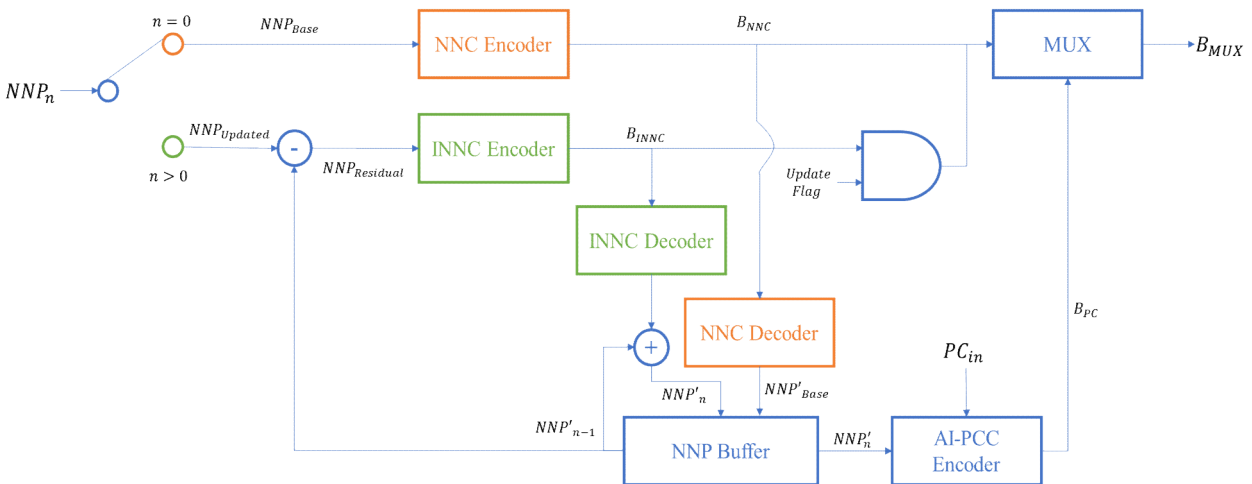 n = 0
NNP_Base
B_NNC
NNC Encoder
MUX
B_MUX
NNP_n
NNP_Updated
-
n > 0
NNP_Residual
INNC Encoder
B_INNC
Update
Flag
INNC Decoder
NNC Decoder
B_PC
+
PC_in
NNP'_n
NNP'_Base
NNP'_{n-1}
NNP Buffer
NNP'_n
AI-PCC
Encoder